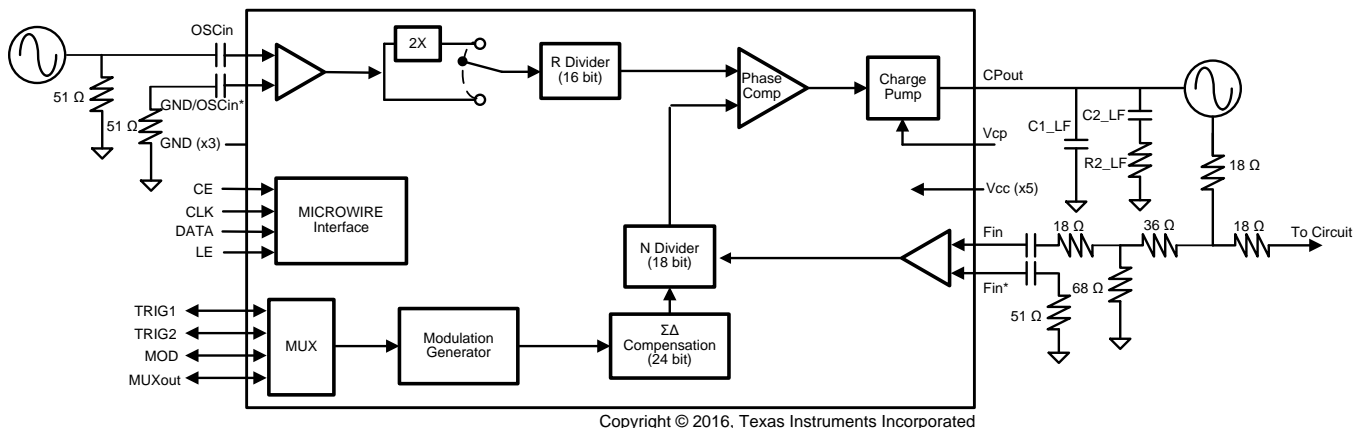 OSCin
51 Ω
GND/OSCin*
51 Ω
GND (x3)
2X
R Divider
(16 bit)
Phase
Comp
Charge
Pump
CPout
Vcp
C1_LF
C2_LF
R2_LF
18 Ω
Vcc (x5)
CE
CLK
DATA
LE
MICROWIRE
Interface
N Divider
(18 bit)
Fin
18 Ω
36 Ω
18 Ω
To Circuit
Fin*
51 Ω
68 Ω
TRIG1
TRIG2
MOD
MUXout
MUX
Modulation
Generator
ΣΔ
Compensation
(24 bit)
Copyright © 2016, Texas Instruments Incorporated